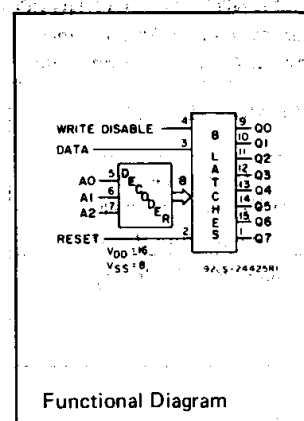 WRITE DISABLE 4
DATA 3
A0 5
A1 6
A2 7
DECODER
8
RESET 2
8 LATCHES
9 Q0
10 Q1
11 Q2
12 Q3
13 Q4
14 Q5
15 Q6
1 Q7
VDD = 16
VSS = 8
92CS-24425R1
Functional Diagram